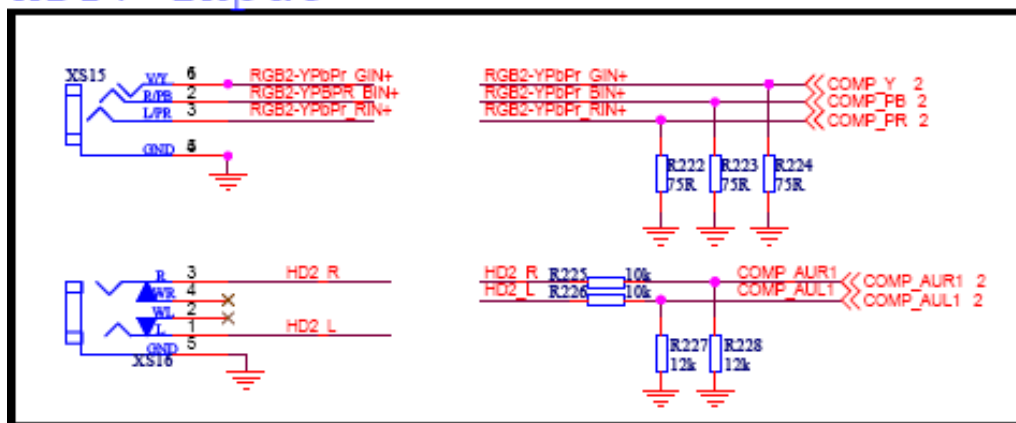 XS15
V/Y 6 RGB2-YPbPr_GIN+
R/PB 2 RGB2-YPBPR_BIN+
L/PR 3 RGB2-YPbPr_RIN+
GND
RGB2-YPbPr_GIN+ COMP_Y 2
RGB2-YPbPr_BIN+ COMP_PB 2
RGB2-YPbPr_RIN+ COMP_PR 2
R222 R223 R224
75R 75R 75R
R 3 HD2_R
WR 4
WL 2
L 1 HD2_L
GND 5
XS16
HD2_R R225 10k COMP_AUR1 COMP_AUR1 2
HD2_L R226 10k COMP_AUL1 COMP_AUL1 2
R227 R228
12k 12k